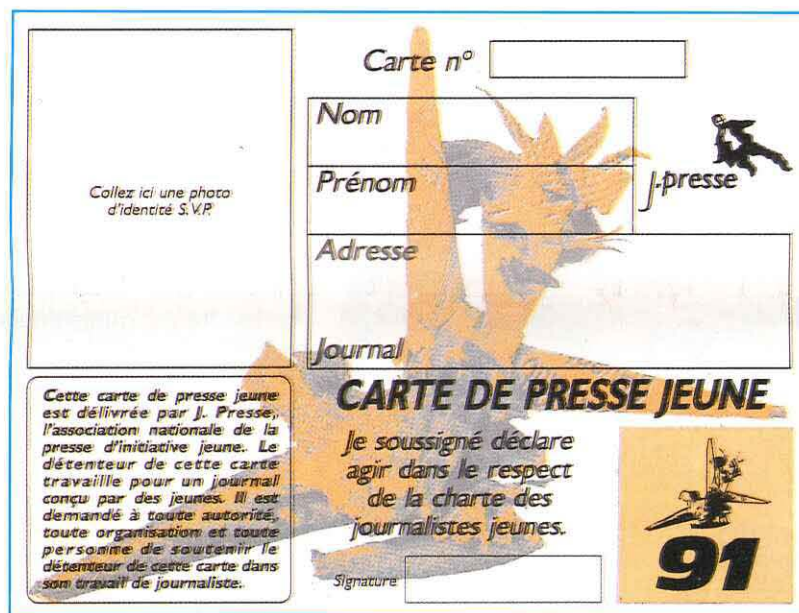 Collez ici une photo
d'identité S.V.P.
Carte n°
Nom
Prénom
J.presse
Adresse
Journal
Cette carte de presse jeune
est délivrée par J. Presse,
l'association nationale de la
presse d'initiative jeune. Le
détenteur de cette carte
travaille pour un journal
conçu par des jeunes. Il est
demandé à toute autorité,
toute organisation et toute
personne de soutenir le
détenteur de cette carte dans
son travail de journaliste.
CARTE DE PRESSE JEUNE
Je soussigné déclare
agir dans le respect
de la charte des
journalistes jeunes.
Signature
91